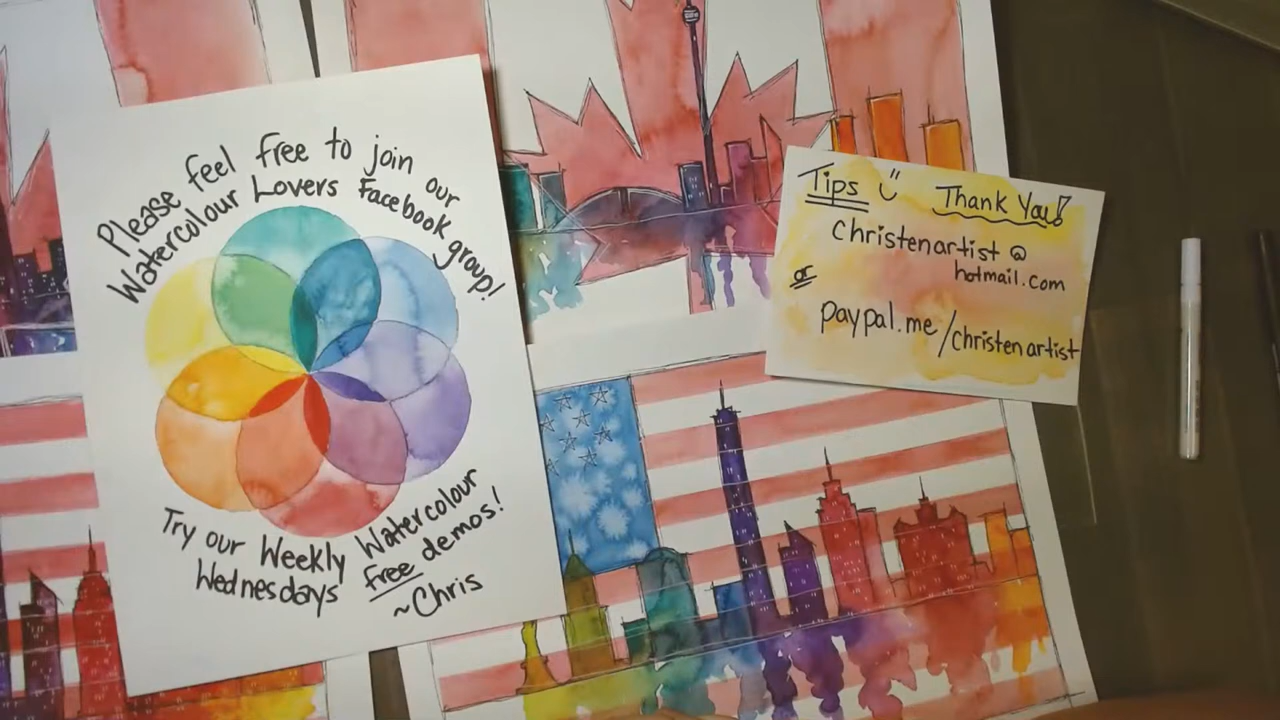 Please feel free to join our
Watercolour Lovers Facebook group!
Try our Weekly Watercolour
Wednesdays free demos!
~Chris
Tips Thank You!
Christenartist @
hotmail.com
or
paypal.me/christenartist